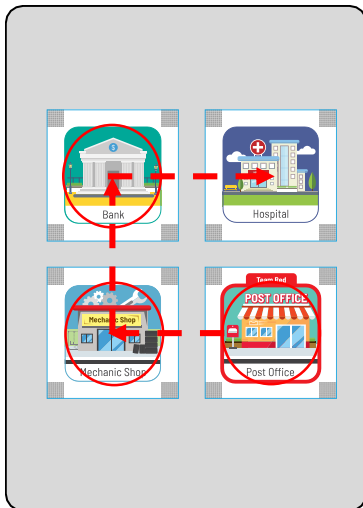 Bank
Hospital
Mechanic Shop
Mechanic Shop
Team Red
POST OFFICE
Post Office